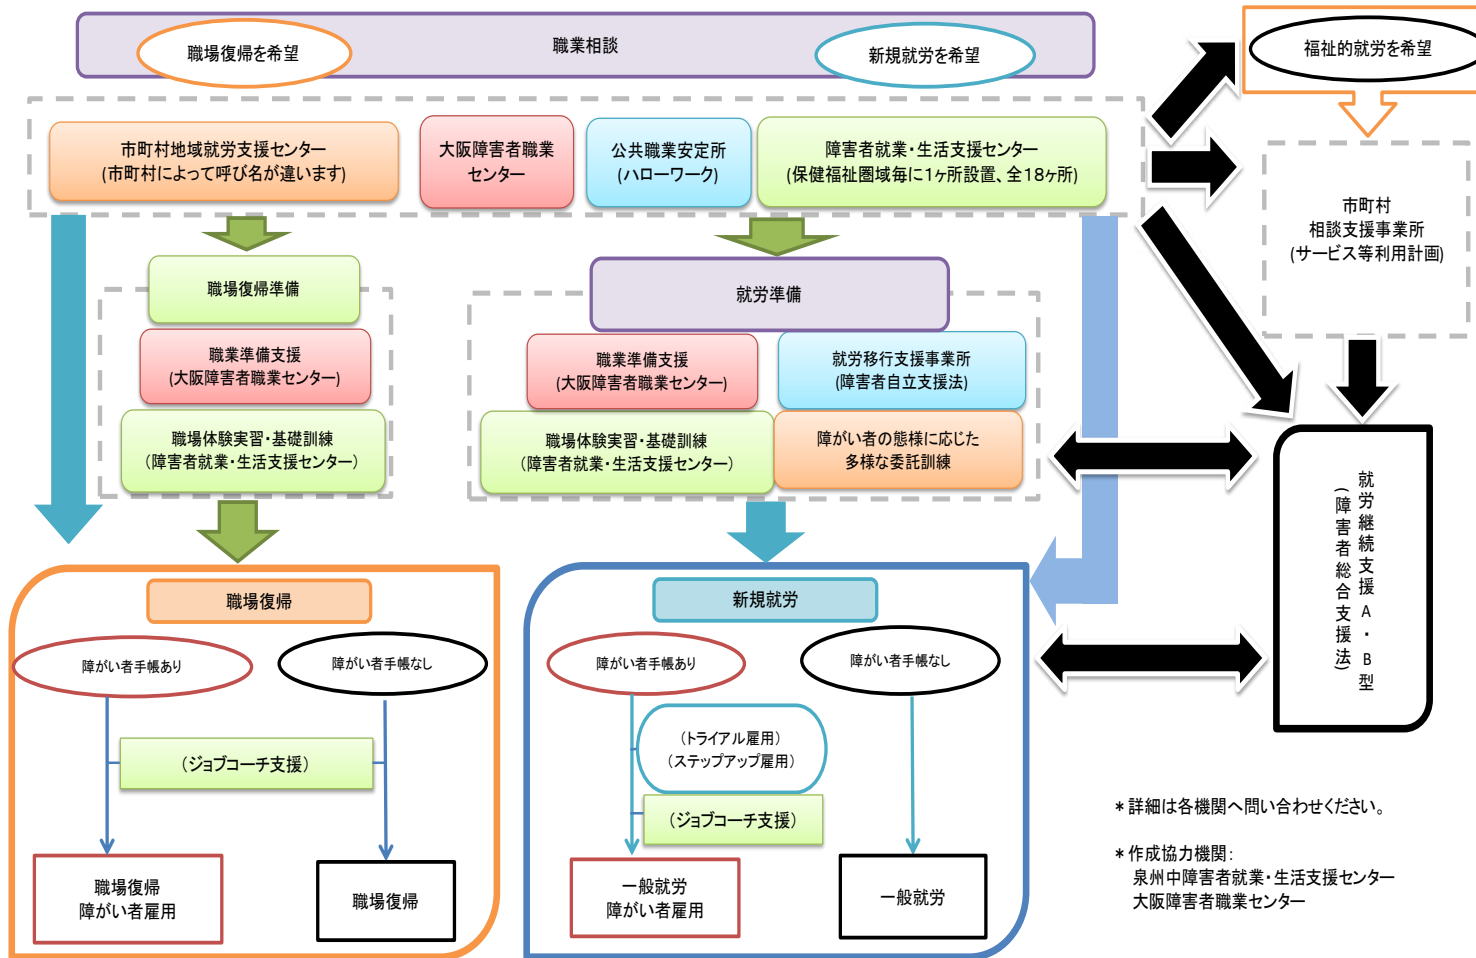 職業相談
職場復帰を希望
新規就労を希望
福祉的就労を希望
市町村地域就労支援センター
(市町村によって呼び名が違います)
大阪障害者職業
センター
公共職業安定所
(ハローワーク)
障害者就業・生活支援センター
(保健福祉圏域毎に1ヶ所設置、全18ヶ所)
市町村
相談支援事業所
(サービス等利用計画)
職場復帰準備
職業準備支援
(大阪障害者職業センター)
職場体験実習・基礎訓練
(障害者就業・生活支援センター)
就労準備
職業準備支援
(大阪障害者職業センター)
就労移行支援事業所
(障害者自立支援法)
職場体験実習・基礎訓練
(障害者就業・生活支援センター)
障がい者の態様に応じた
多様な委託訓練
就労継続支援A・B型
(障害者総合支援法)
職場復帰
障がい者手帳あり
障がい者手帳なし
(ジョブコーチ支援)
職場復帰
障がい者雇用
職場復帰
新規就労
障がい者手帳あり
障がい者手帳なし
(トライアル雇用)
(ステップアップ雇用)
(ジョブコーチ支援)
一般就労
障がい者雇用
一般就労
*詳細は各機関へ問い合わせください。
*作成協力機関:
泉州中障害者就業・生活支援センター
大阪障害者職業センター